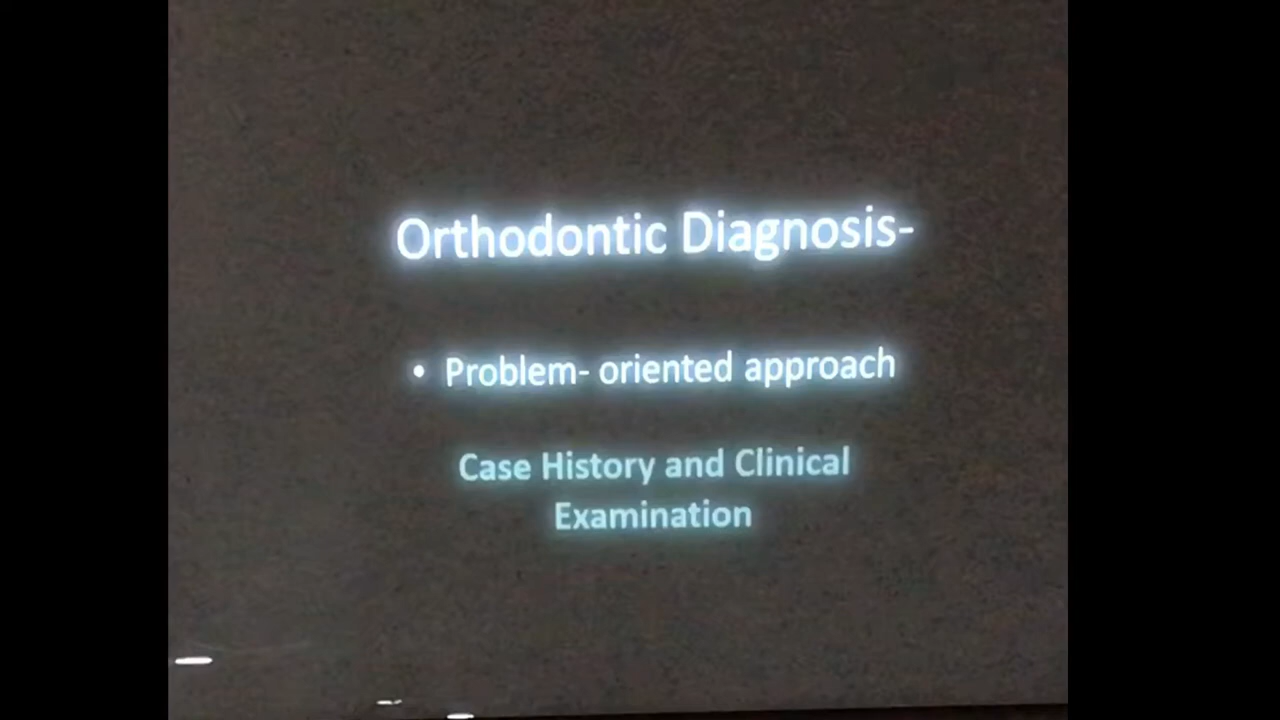 Orthodontic Diagnosis-
• Problem- oriented approach
Case History and Clinical
Examination